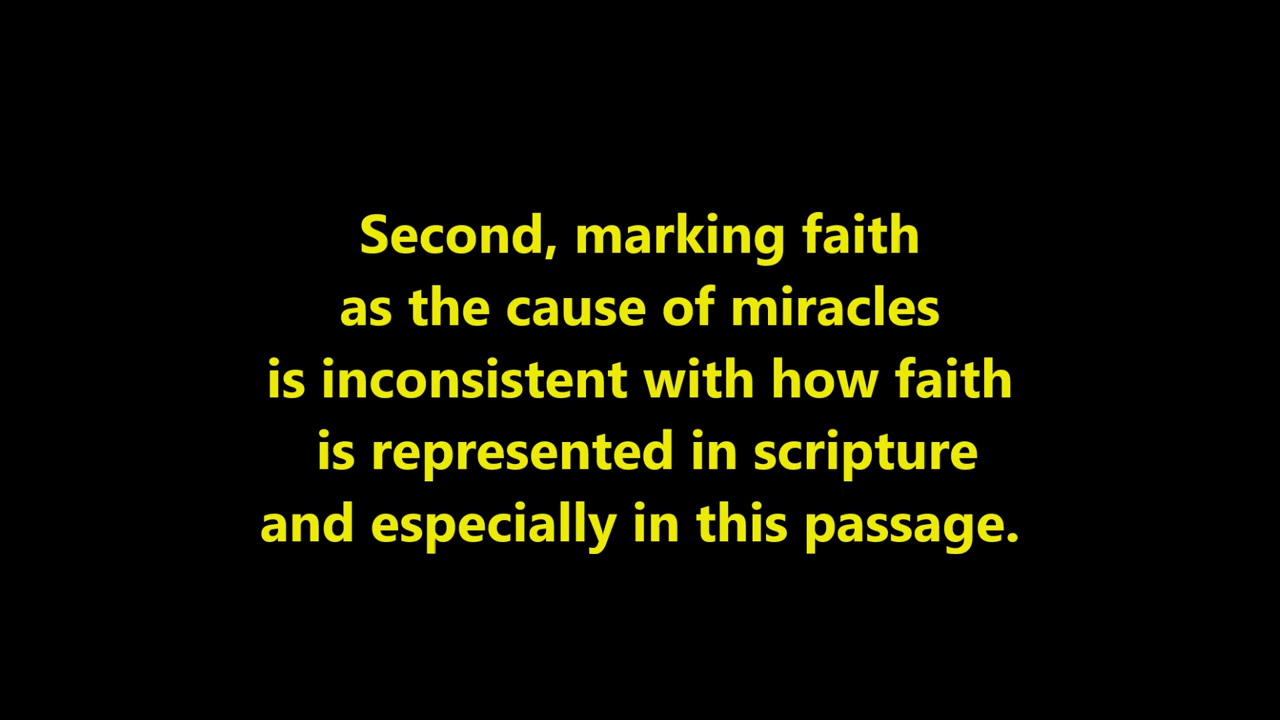 Second, marking faith
as the cause of miracles
is inconsistent with how faith
is represented in scripture
and especially in this passage.